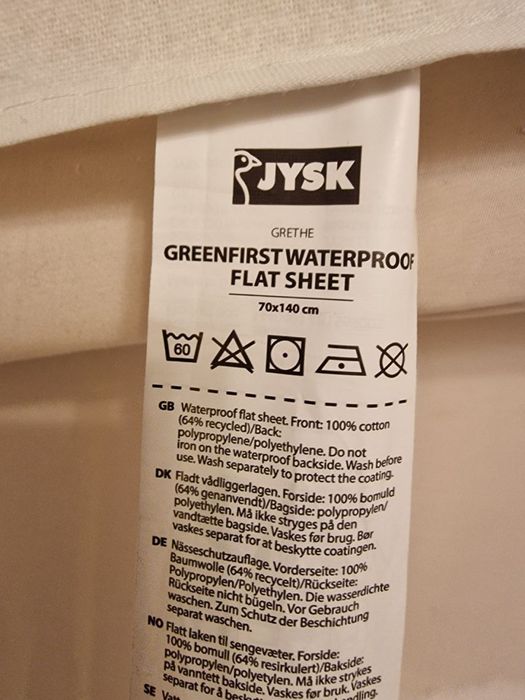 JYSK
GRETHE
GREENFIRST WATERPROOF
FLAT SHEET
70x140 cm
60
GB Waterproof flat sheet. Front: 100% cotton
(64% recycled)/Back:
polypropylene/polyethylene. Do not
iron on the waterproof backside. Wash before
use. Wash separately to protect the coating.
DK Fladt vådliggerlagen. Forside: 100% bomuld
(64% genanvendt)/Bagside: polypropylen/
polyethylen. Må ikke stryges på den
vandtætte bagside. Vaskes før brug. Bør
vaskes separat for at beskytte coatingen.
DE Nässeschutzauflage. Vorderseite: 100%
Baumwolle (64% recycelt)/Rückseite:
Polypropylen/Polyethylen. Die wasserdichte
Rückseite nicht bügeln. Vor Gebrauch
waschen. Zum Schutz der Beschichtung
separat waschen.
NO Flatt laken til sengevæter. Forside:
100% bomull (64% resirkulert)/Bakside:
polypropylen/polyetylen. Må ikke strykes
på vanntett bakside. Vask før bruk. Vaskes
separat for å
SE